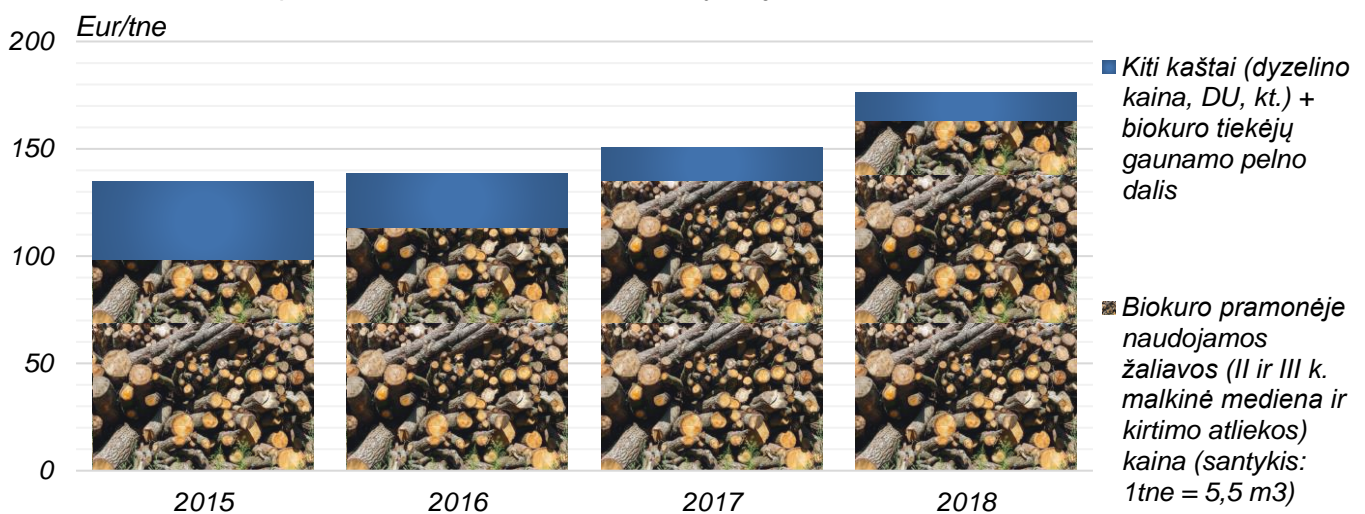 Eur/tne
200
150
100
50
0
2015 2016 2017 2018
Kiti kaštai (dyzelino
kaina, DU, kt.) +
biokuro tiekėjų
gaunamo pelno
dalis
Biokuro pramonėje
naudojamos
žaliavos (II ir III k.
malkinė mediena ir
kirtimo atliekos)
kaina (santykis:
1tne = 5,5 m3)